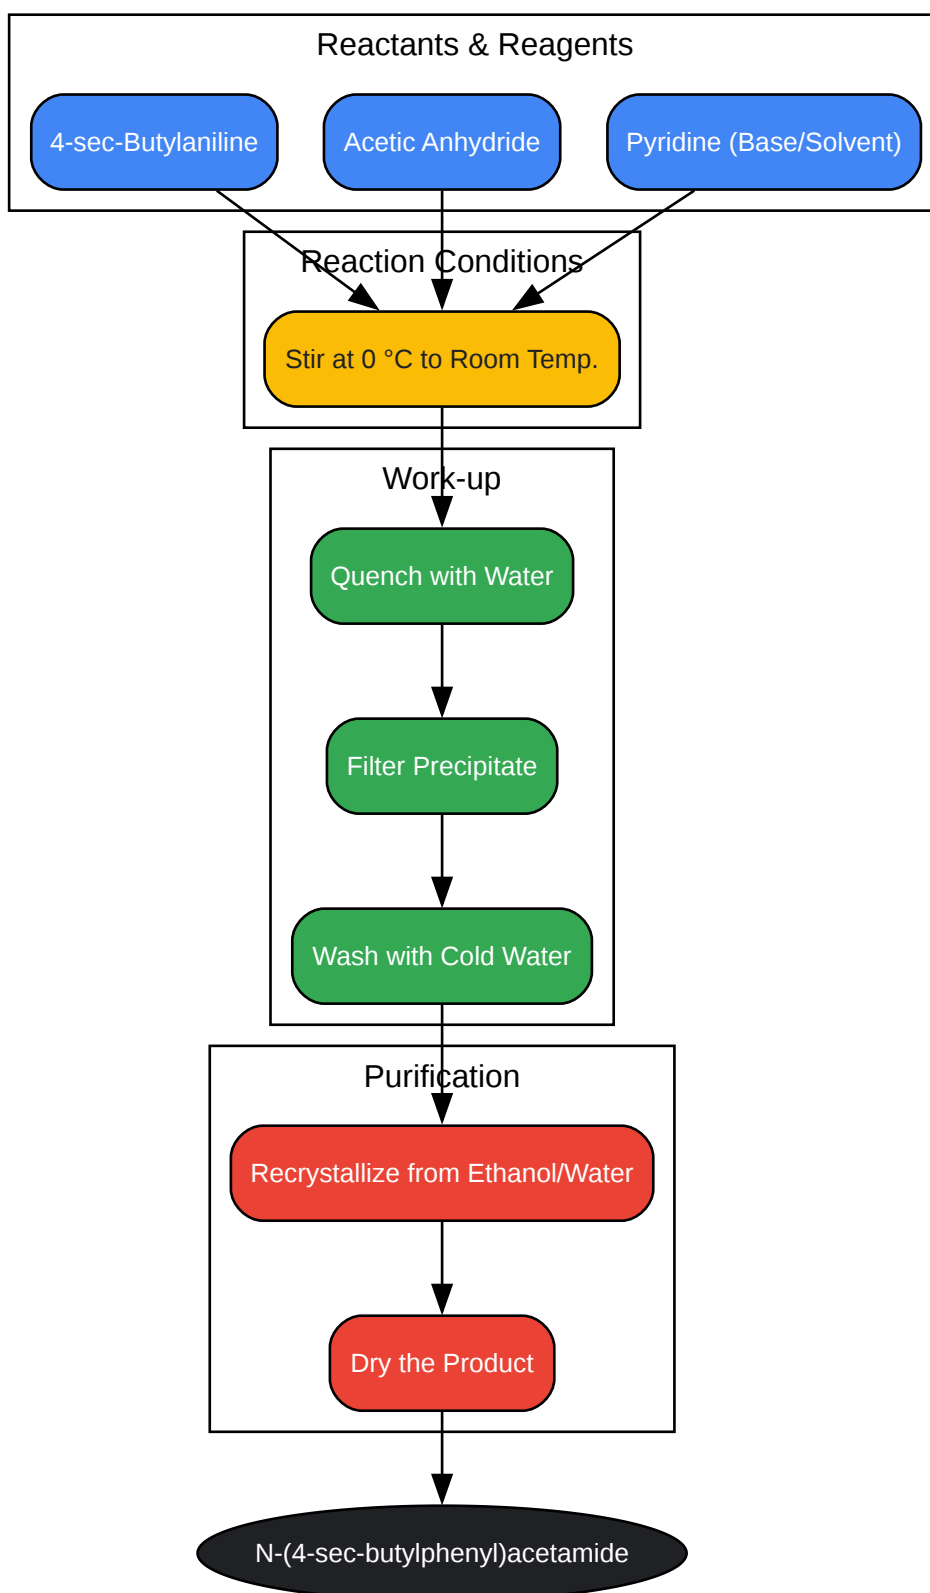 Reactants & Reagents
4-sec-Butylaniline
Acetic Anhydride
Pyridine (Base/Solvent)
Reaction Conditions
Stir at 0 °C to Room Temp.
Work-up
Quench with Water
Filter Precipitate
Wash with Cold Water
Purification
Recrystallize from Ethanol/Water
Dry the Product
N-(4-sec-butylphenyl)acetamide